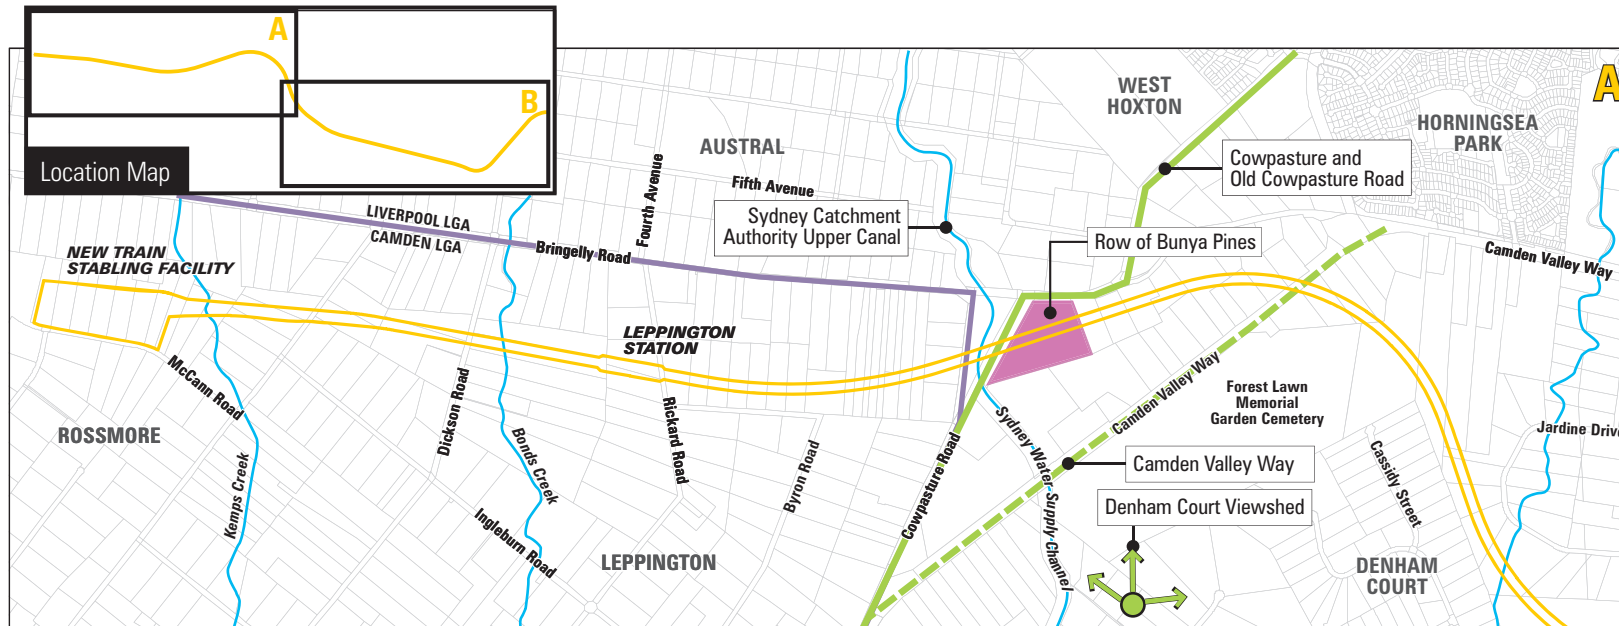 A
B
Location Map
A
WEST
HOXTON
HORNINGSEA
PARK
AUSTRAL
Cowpasture and
Old Cowpasture Road
Fourth Avenue
Fifth Avenue
Sydney Catchment
Authority Upper Canal
LIVERPOOL LGA
CAMDEN LGA
Bringelly Road
Row of Bunya Pines
Camden Valley Way
NEW TRAIN
STABLING FACILITY
LEPPINGTON
STATION
McCann Road
Dickson Road
Rickard Road
Camden Valley Way
Forest Lawn
Memorial
Garden Cemetery
ROSSMORE
Kemps Creek
Bonds Creek
Byron Road
Cowpasture Road
Sydney Water Supply Channel
Camden Valley Way
Cassidy Street
Jardine Drive
Denham Court Viewshed
Ingleburn Road
LEPPINGTON
DENHAM
COURT